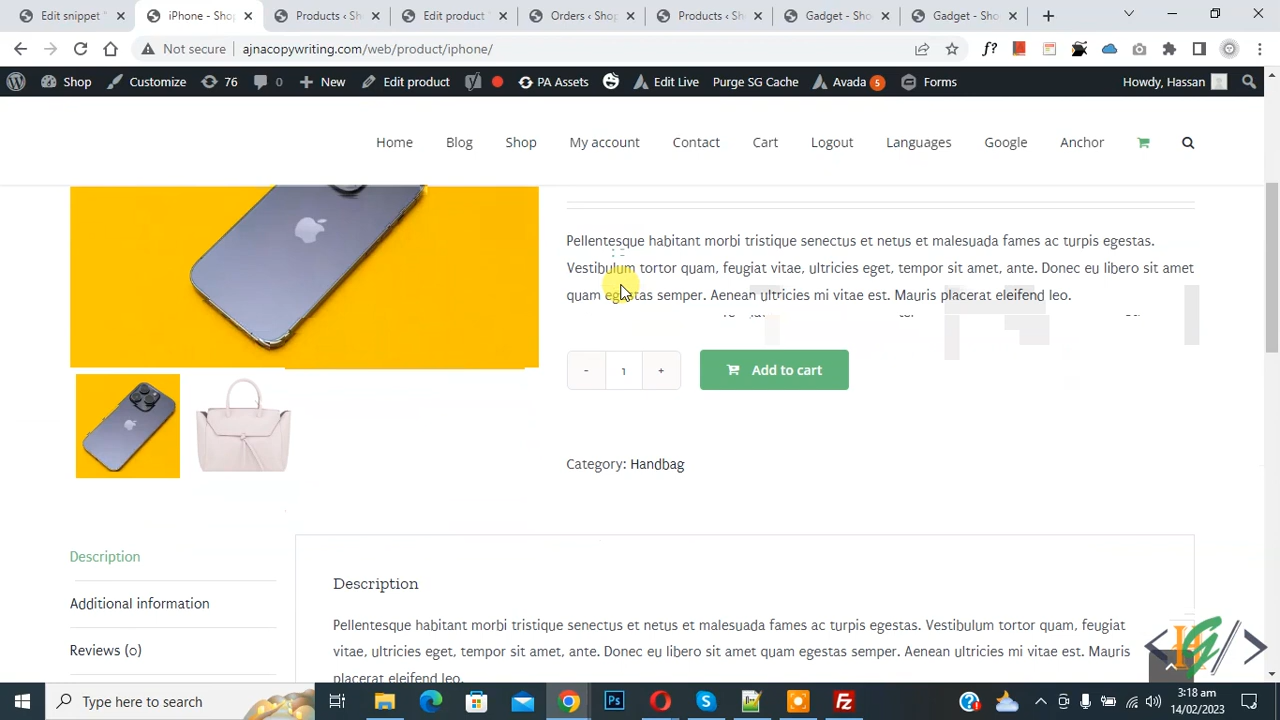 Edit snippet "
iPhone - Sho
Products ‹ Sh
Edit product
Orders ‹ Shop
Products ‹ S
Gadget - Sho
Gadget - Sho
Not secure
ajnacopywriting.com/web/product/iphone/
Shop
Customize
76
New
Edit product
PA Assets
Edit Live
Purge SG Cache
Avada 5
Forms
Howdy, Hassan
Home
Blog
Shop
My account
Contact
Cart
Logout
Languages
Google
Anchor
Pellentesque habitant morbi tristique senectus et netus et malesuada fames ac turpis egestas.
Vestibulum tortor quam, feugiat vitae, ultricies eget, tempor sit amet, ante. Donec eu libero sit amet
quam egestas semper. Aenean ultricies mi vitae est. Mauris placerat eleifend leo.
- 1 +
Add to cart
Category: Handbag
Description
Additional information
Reviews (0)
Description
Pellentesque habitant morbi tristique senectus et netus et malesuada fames ac turpis egestas. Vestibulum tortor quam, feugiat
vitae, ultricies eget, tempor sit amet, ante. Donec eu libero sit amet quam egestas semper. Aenean ultricies mi vitae est. Mauris
placerat eleifend leo.
Type here to search
3:18 am
14/02/2023